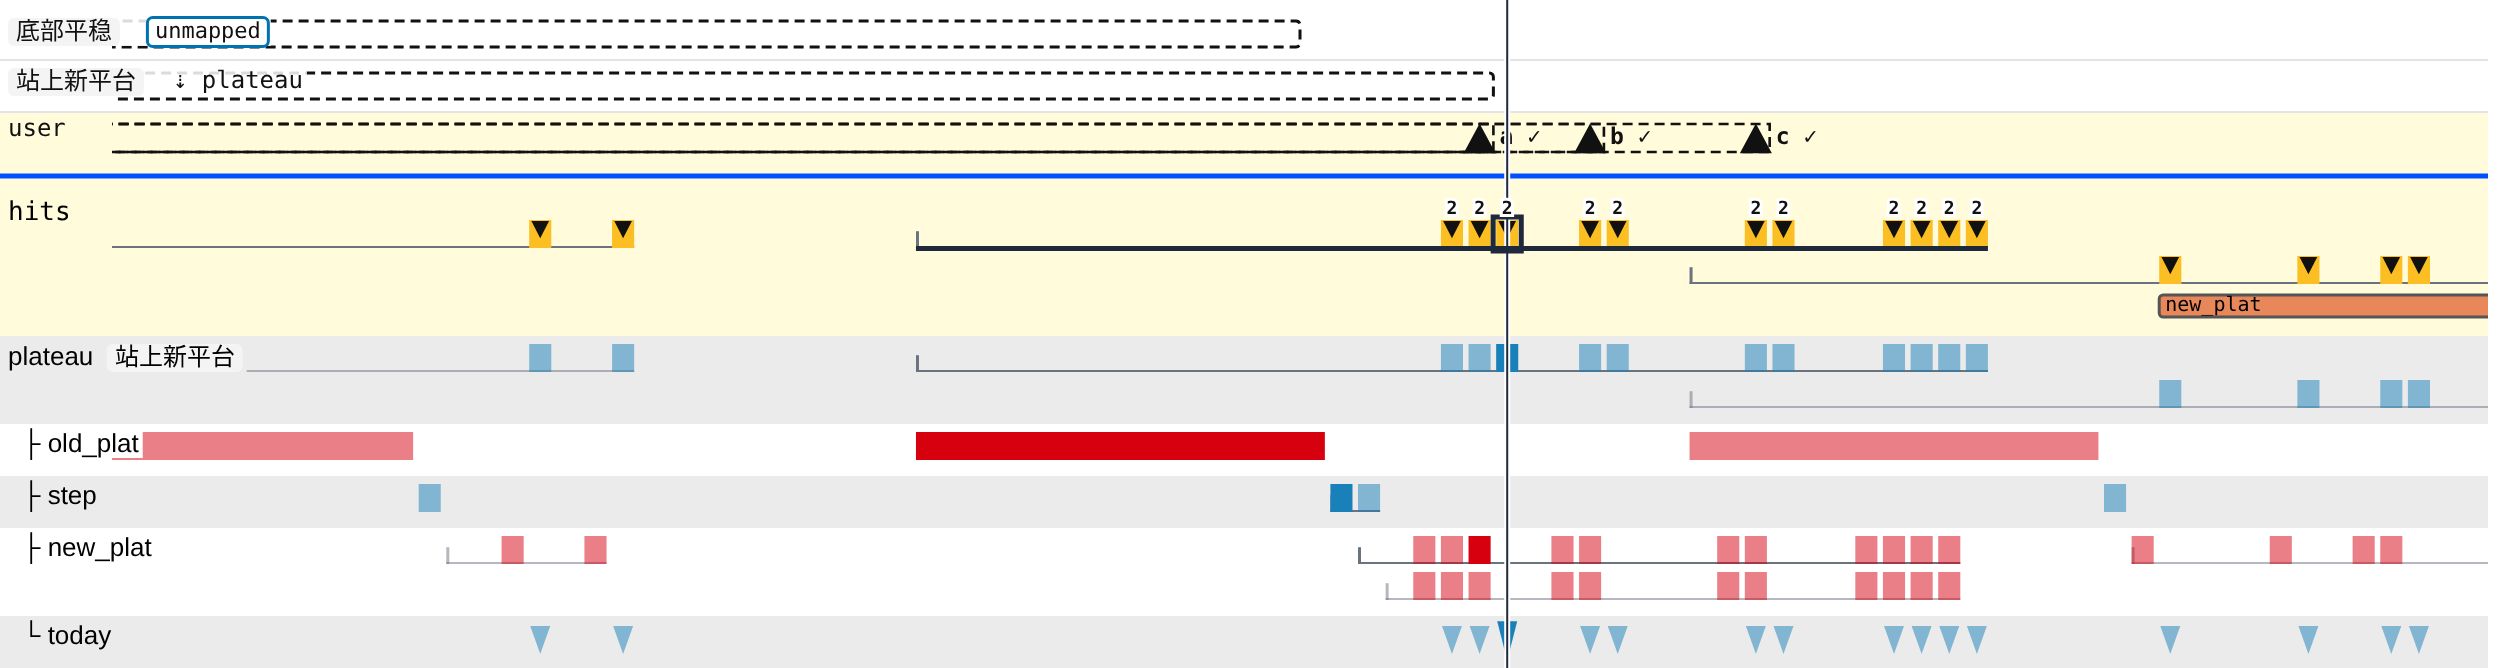 底部平稳 unmapped
站上新平台 ⇣ plateau
user a ✓ b ✓ c ✓
hits 2 2 2 2 2 2 2 2 2 2 2
new_plat
plateau 站上新平台
├ old_plat
├ step
├ new_plat
└ today